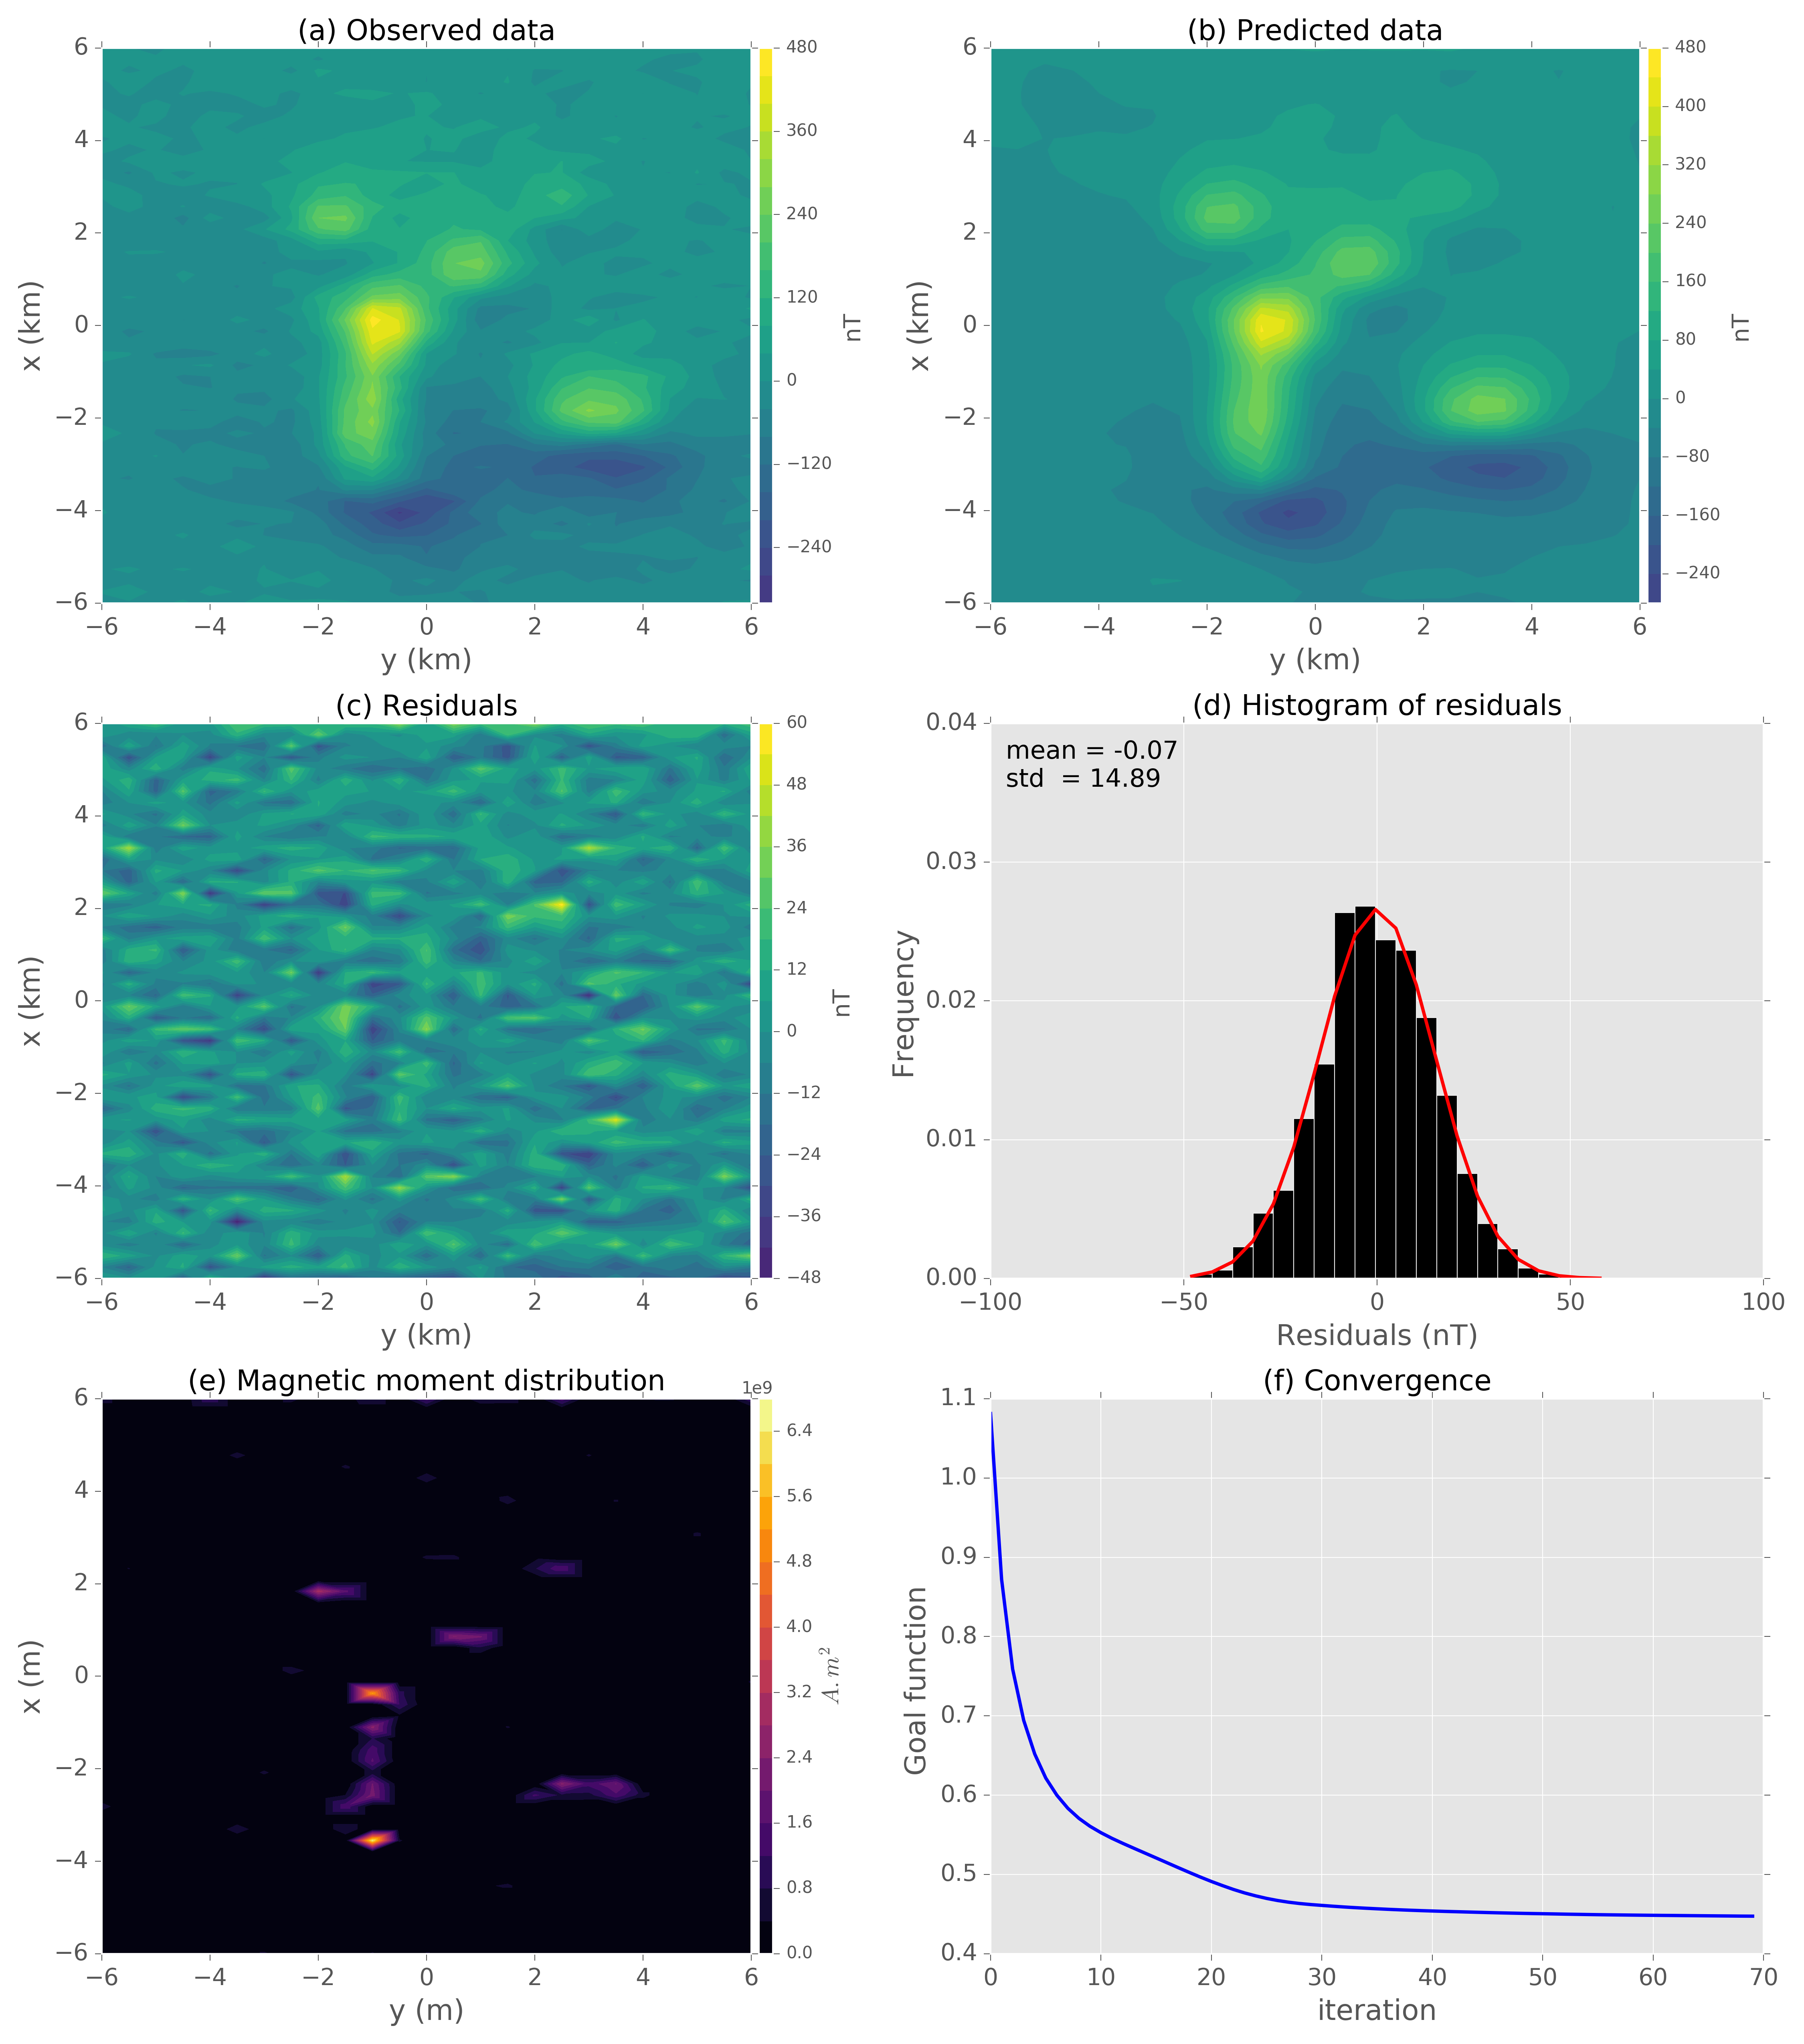 (a) Observed data
6
4
2
0
−2
−4
−6
−6 −4 −2 0 2 4 6
x (km)
y (km)
480
360
240
120
0
−120
−240
nT
(b) Predicted data
6
4
2
0
−2
−4
−6
−6 −4 −2 0 2 4 6
x (km)
y (km)
480
400
320
240
160
80
0
−80
−160
−240
nT
(c) Residuals
6
4
2
0
−2
−4
−6
−6 −4 −2 0 2 4 6
x (km)
y (km)
60
48
36
24
12
0
−12
−24
−36
−48
nT
(d) Histogram of residuals
mean = -0.07
std = 14.89
0.04
0.03
0.02
0.01
0.00
−100 −50 0 50 100
Frequency
Residuals (nT)
(e) Magnetic moment distribution
6
4
2
0
−2
−4
−6
−6 −4 −2 0 2 4 6
x (m)
y (m)
1e9
6.4
5.6
4.8
4.0
3.2
2.4
1.6
0.8
0.0
A.m²
(f) Convergence
1.1
1.0
0.9
0.8
0.7
0.6
0.5
0.4
0 10 20 30 40 50 60 70
Goal function
iteration